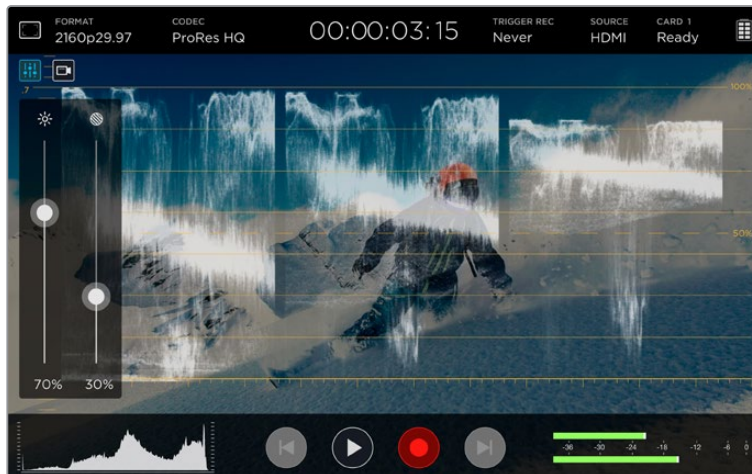 FORMAT
2160p29.97
CODEC
ProRes HQ
00:00:03:15
TRIGGER REC
Never
SOURCE
HDMI
CARD 1
Ready
.7
100%
50%
70%
30%
-36 -30 -24 -18 -12 -6 0